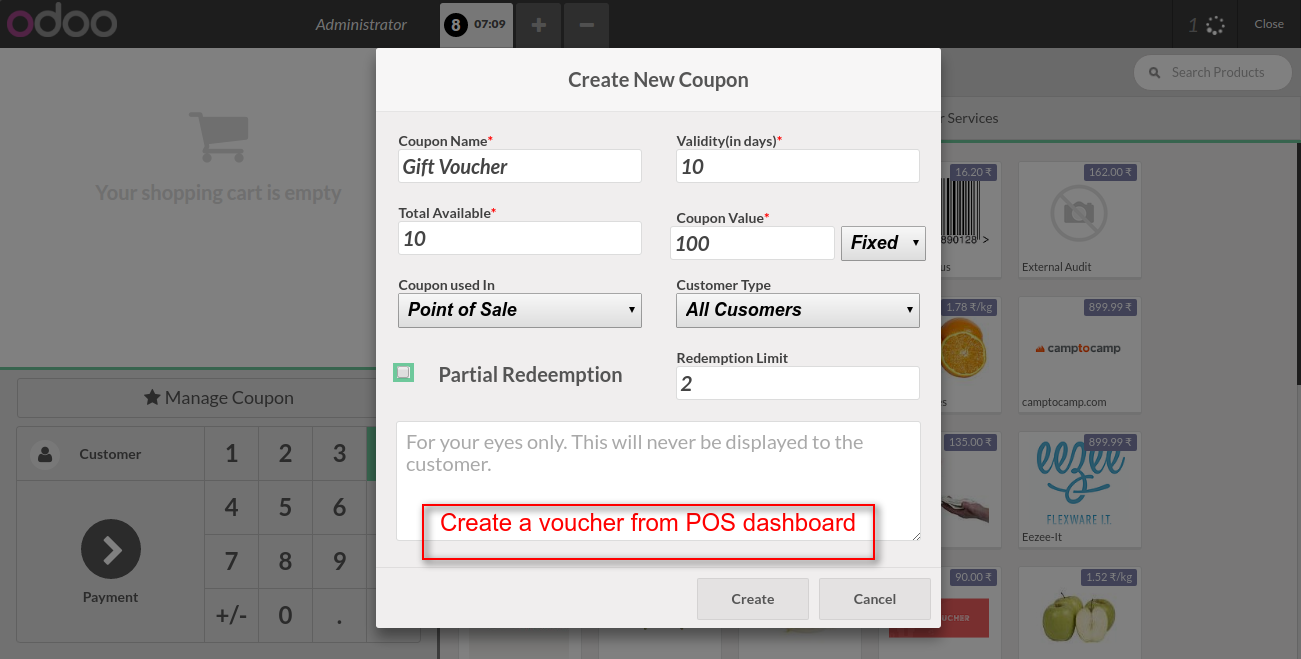 odoo
Administrator
8 07:09
+
−
1
Close
Create New Coupon
Search Products
Services
Coupon Name*
Validity(in days)*
Gift Voucher
10
Total Available*
Coupon Value*
10
100
Fixed
Coupon used In
Customer Type
Point of Sale
All Cusomers
Partial Redeemption
Redemption Limit
2
For your eyes only. This will never be displayed to the
customer.
Create a voucher from POS dashboard
Create
Cancel
Your shopping cart is empty
Manage Coupon
Customer
1 2 3
4 5 6
7 8 9
+/- 0 .
Payment
16.20 ₹
890128 >
162.00 ₹
External Audit
1.78 ₹/kg
899.99 ₹
camptocamp
camptocamp.com
135.00 ₹
899.99 ₹
eezee
FLEXWARE I.T.
Eezee-It
90.00 ₹
1.52 ₹/kg